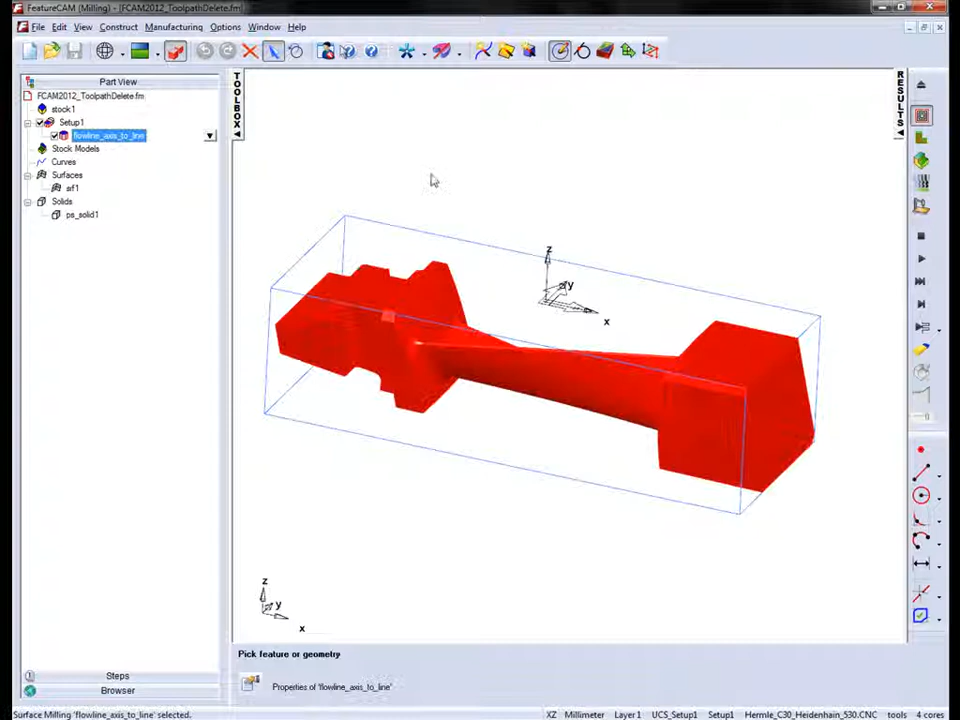 FeatureCAM (Milling) - [FCAM2012_ToolpathDelete.fm]
File Edit View Construct Manufacturing Options Window Help
Part View
FCAM2012_ToolpathDelete.fm
stock1
Setup1
flowline_axis_to_line
Stock Models
Curves
Surfaces
srf1
Solids
ps_solid1
TOOLBOX
RESULTS
z
y
x
z
y
x
Steps
Browser
Pick feature or geometry
Properties of 'flowline_axis_to_line'
Surface Milling 'flowline_axis_to_line' selected.
XZ Millimeter Layer1 UCS_Setup1 Setup1 Hermle_C30_Heidenhain_530.CNC tools 4 cores